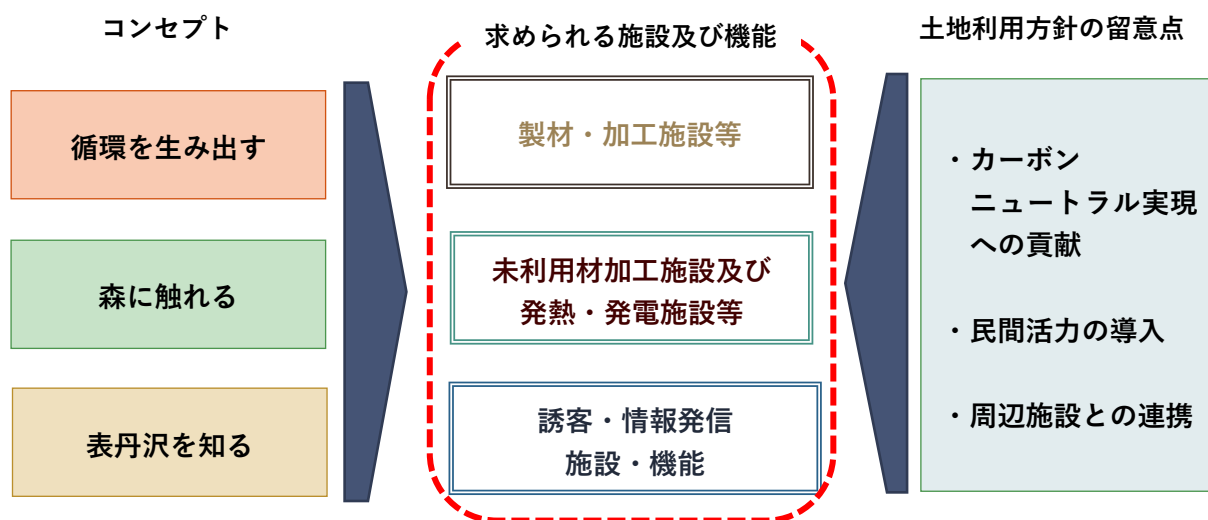 コンセプト
循環を生み出す
森に触れる
表丹沢を知る
求められる施設及び機能
製材・加工施設等
未利用材加工施設及び
発熱・発電施設等
誘客・情報発信
施設・機能
土地利用方針の留意点
・カーボン
ニュートラル実現
への貢献
・民間活力の導入
・周辺施設との連携